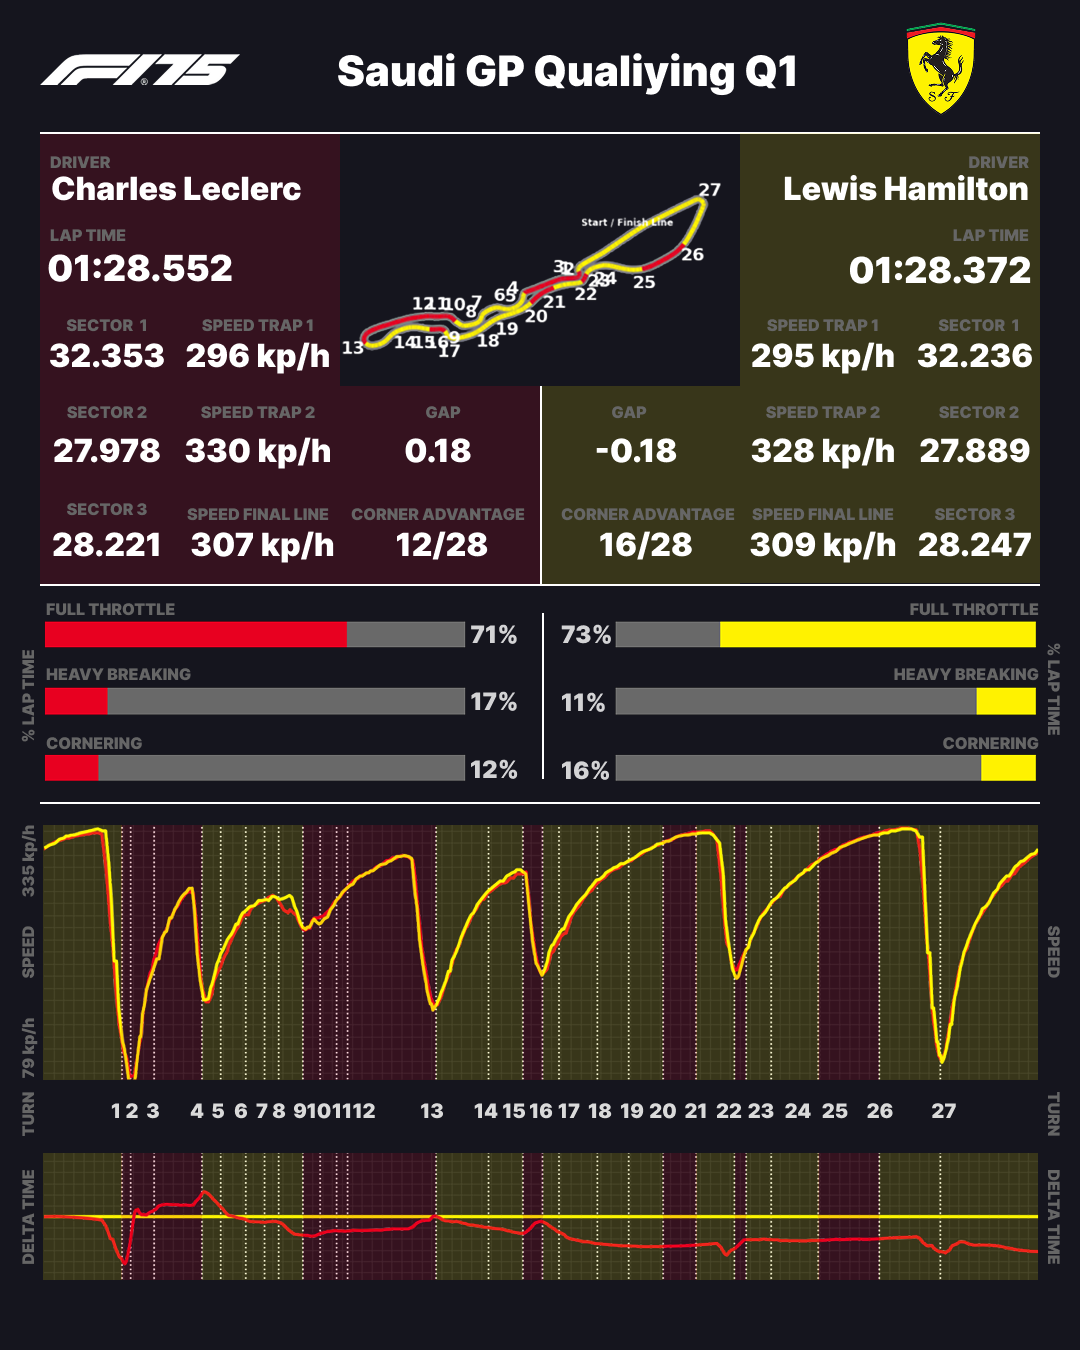 F1 75
Saudi GP Qualiying Q1
S F
DRIVER
Charles Leclerc
LAP TIME
01:28.552
SECTOR 1
SPEED TRAP 1
32.353
296 kp/h
SECTOR 2
SPEED TRAP 2
GAP
27.978
330 kp/h
0.18
SECTOR 3
SPEED FINAL LINE
CORNER ADVANTAGE
28.221
307 kp/h
12/28
27
Start / Finish Line
26
25
24
22
21
20
19
18
17
15
14
13
12
11
10
8
7
6
5
4
3
DRIVER
Lewis Hamilton
LAP TIME
01:28.372
SPEED TRAP 1
SECTOR 1
295 kp/h
32.236
GAP
SPEED TRAP 2
SECTOR 2
-0.18
328 kp/h
27.889
CORNER ADVANTAGE
SPEED FINAL LINE
SECTOR 3
16/28
309 kp/h
28.247
% LAP TIME
FULL THROTTLE
71%
HEAVY BREAKING
17%
CORNERING
12%
FULL THROTTLE
73%
HEAVY BREAKING
11%
CORNERING
16%
% LAP TIME
335 kp/h
SPEED
79 kp/h
SPEED
TURN
1 2 3 4 5 6 7 8 9 10 11 12 13 14 15 16 17 18 19 20 21 22 23 24 25 26 27
TURN
DELTA TIME
DELTA TIME